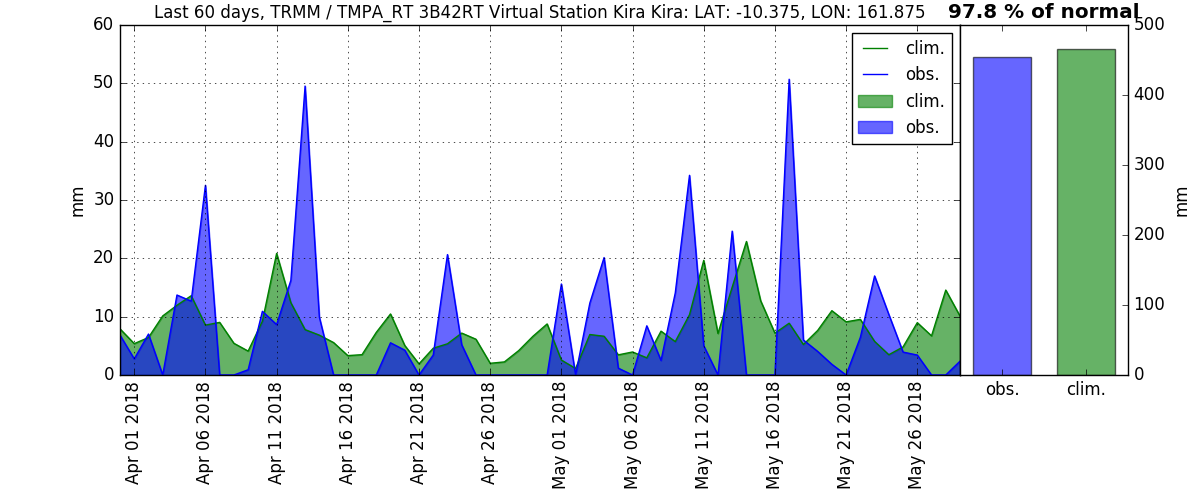 Last 60 days, TRMM / TMPA_RT 3B42RT Virtual Station Kira Kira: LAT: -10.375, LON: 161.875
97.8 % of normal
60
50
40
30
20
10
0
mm
clim.
obs.
clim.
obs.
Apr 01 2018
Apr 06 2018
Apr 11 2018
Apr 16 2018
Apr 21 2018
Apr 26 2018
May 01 2018
May 06 2018
May 11 2018
May 16 2018
May 21 2018
May 26 2018
500
400
300
200
100
0
mm
obs.
clim.